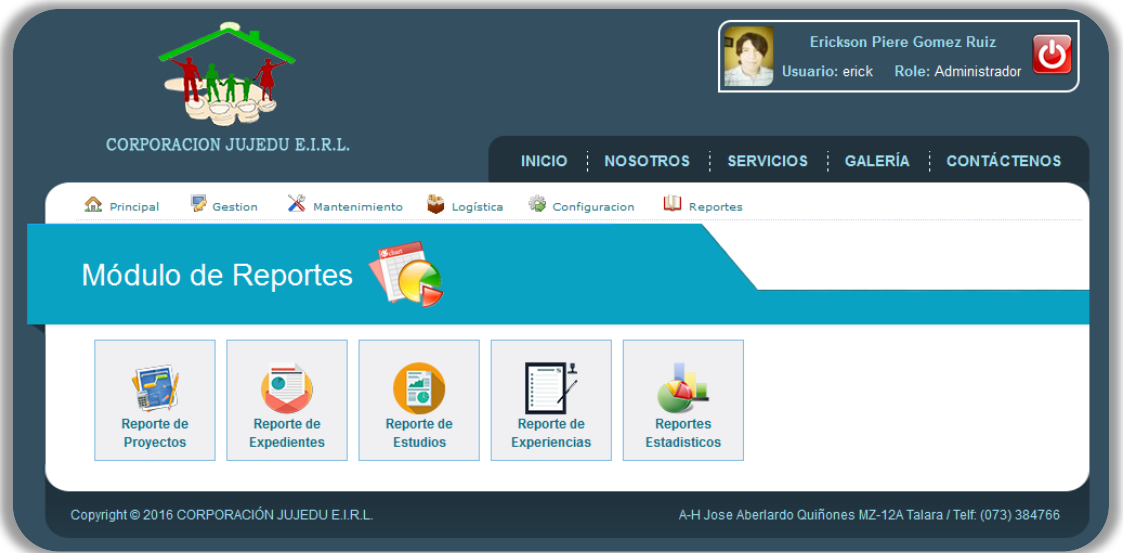 Erickson Piere Gomez Ruiz
Usuario: erick Role: Administrador
CORPORACION JUJEDU E.I.R.L.
INICIO NOSOTROS SERVICIOS GALERÍA CONTÁCTENOS
Principal Gestion Mantenimiento Logística Configuracion Reportes
Módulo de Reportes
chart
Reporte de Proyectos
Reporte de Expedientes
Reporte de Estudios
Reporte de Experiencias
Reportes Estadisticos
Copyright © 2016 CORPORACIÓN JUJEDU E.I.R.L.
A-H Jose Aberlardo Quiñones MZ-12A Talara / Telf: (073) 384766